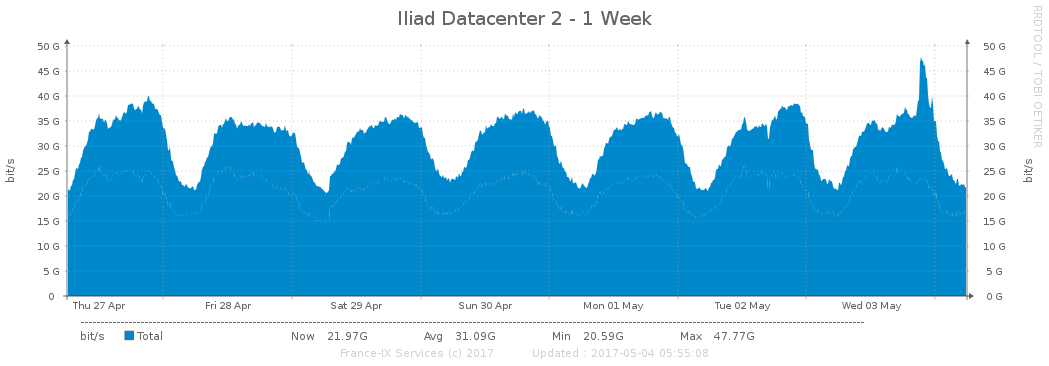 Iliad Datacenter 2 - 1 Week
RRDTOOL / TOBI OETIKER
50 G 50 G
45 G 45 G
40 G 40 G
35 G 35 G
30 G 30 G
25 G 25 G
20 G 20 G
15 G 15 G
10 G 10 G
5 G 5 G
0 0 G
bit/s bit/s
Thu 27 Apr Fri 28 Apr Sat 29 Apr Sun 30 Apr Mon 01 May Tue 02 May Wed 03 May
bit/s Total Now 21.97G Avg 31.09G Min 20.59G Max 47.77G
France-IX Services (c) 2017 Updated : 2017-05-04 05:55:08